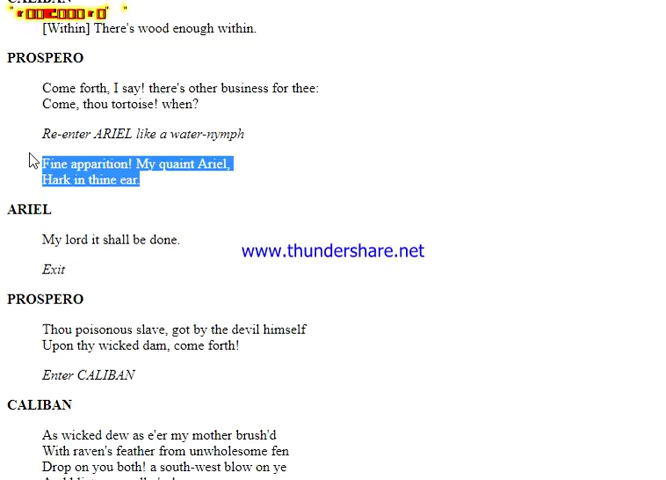 CALIBAN
[Within] There's wood enough within.
PROSPERO
Come forth, I say! there's other business for thee:
Come, thou tortoise! when?
Re-enter ARIEL like a water-nymph
Fine apparition! My quaint Ariel,
Hark in thine ear.
ARIEL
My lord it shall be done.
www.thundershare.net
Exit
PROSPERO
Thou poisonous slave, got by the devil himself
Upon thy wicked dam, come forth!
Enter CALIBAN
CALIBAN
As wicked dew as e'er my mother brush'd
With raven's feather from unwholesome fen
Drop on you both! a south-west blow on ye